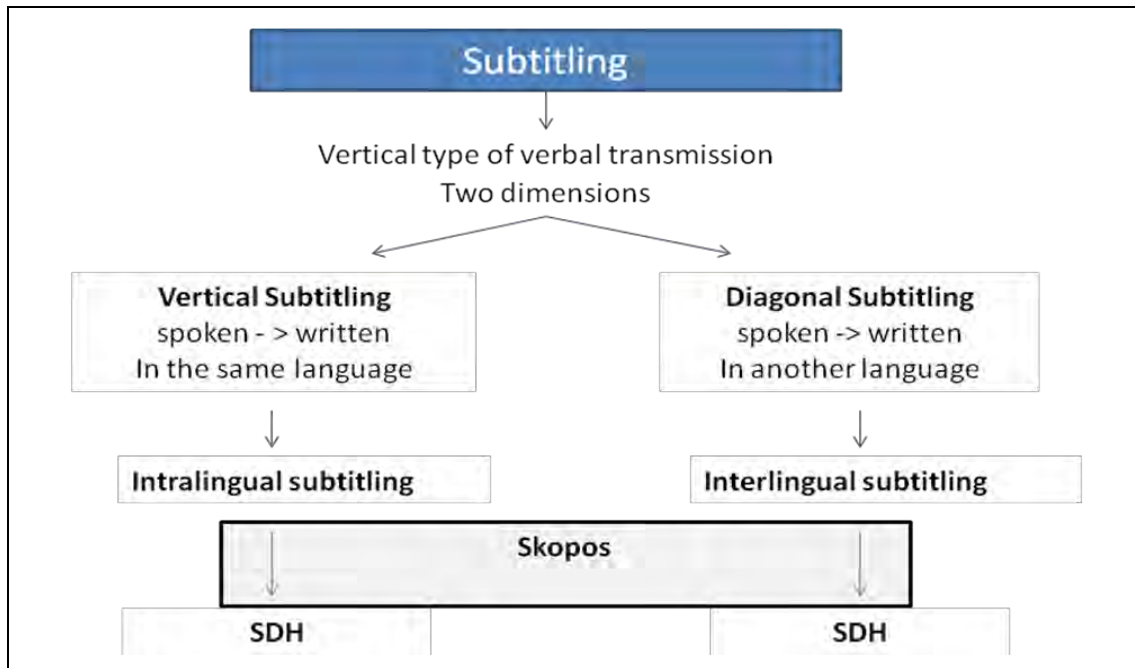 Subtitling
Vertical type of verbal transmission
Two dimensions
Vertical Subtitling
spoken - > written
In the same language
Diagonal Subtitling
spoken -> written
In another language
Intralingual subtitling
Interlingual subtitling
Skopos
SDH
SDH